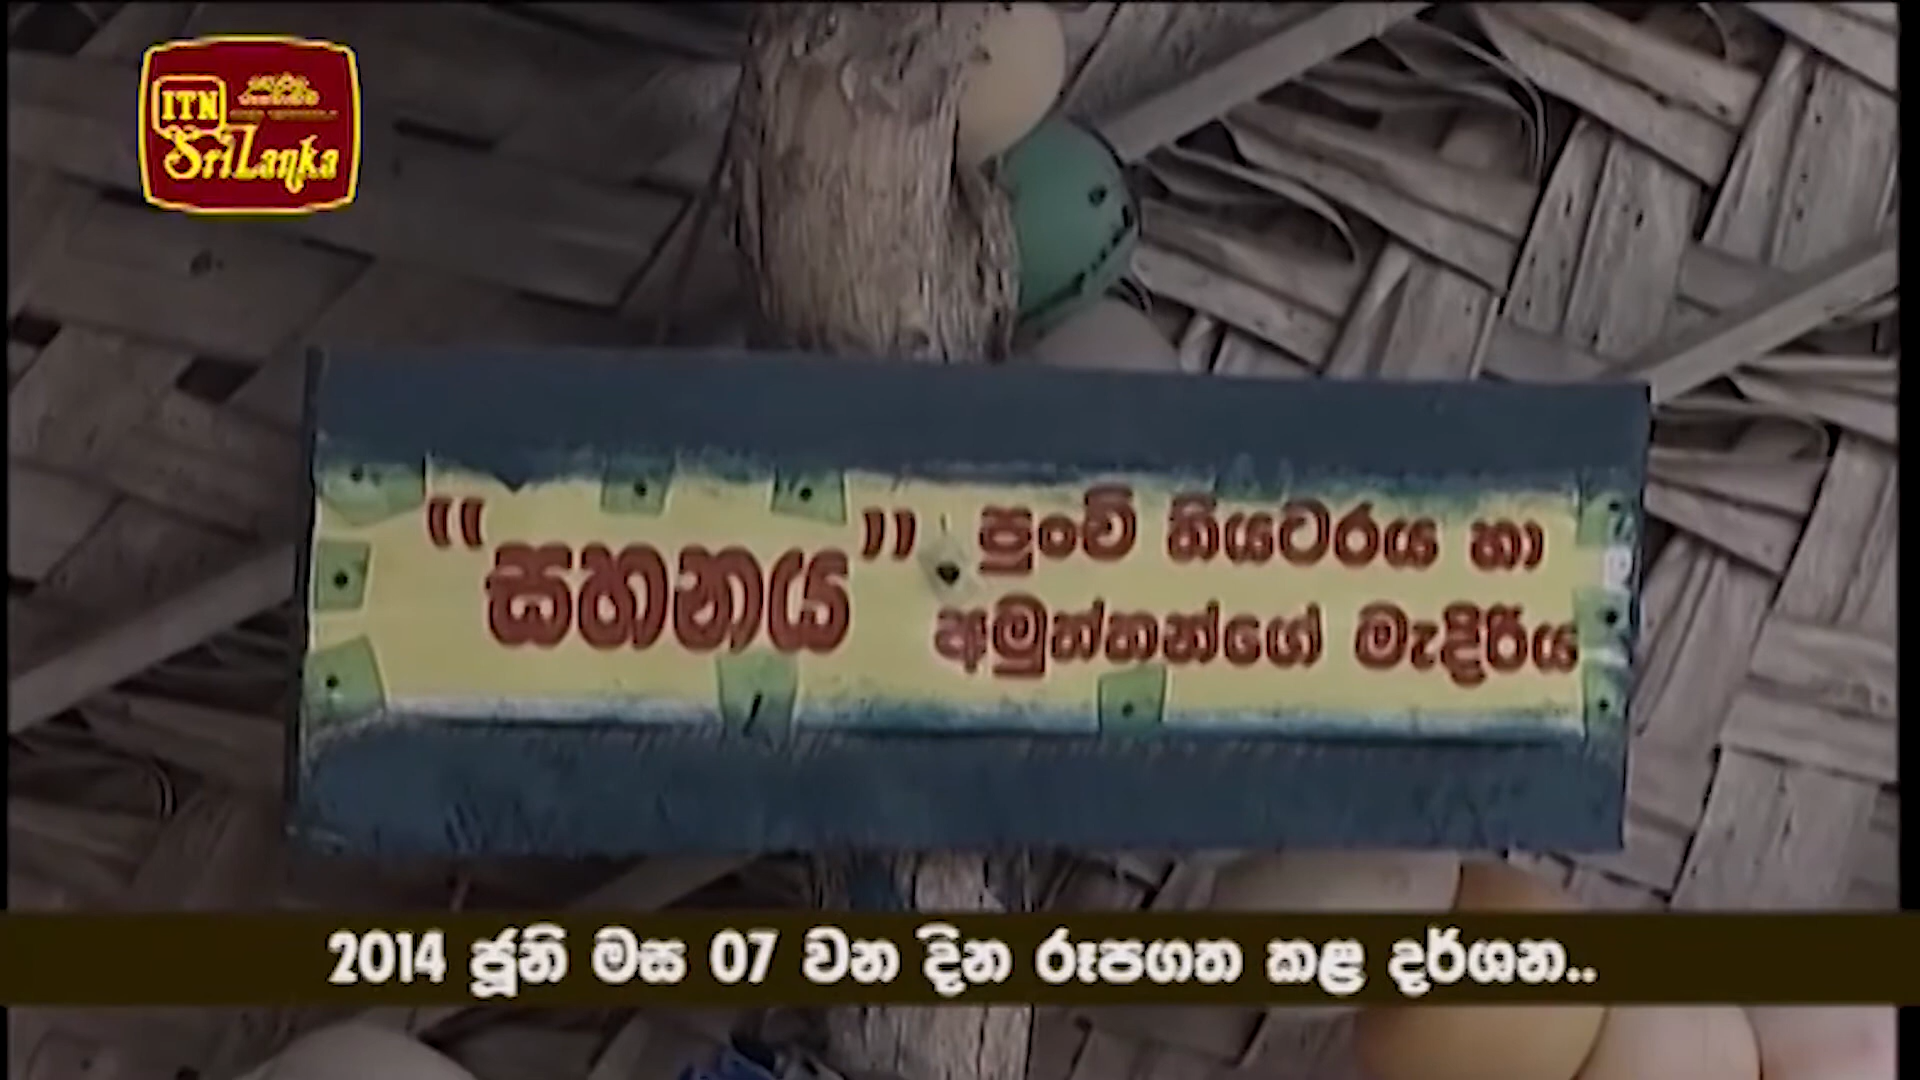 ITN
SriLanka
“සහනය”
පුංචි තියටරය හා
අමුත්තන්ගේ මැදිරිය
2014 ජූනි මස 07 වන දින රූපගත කළ දර්ශන..